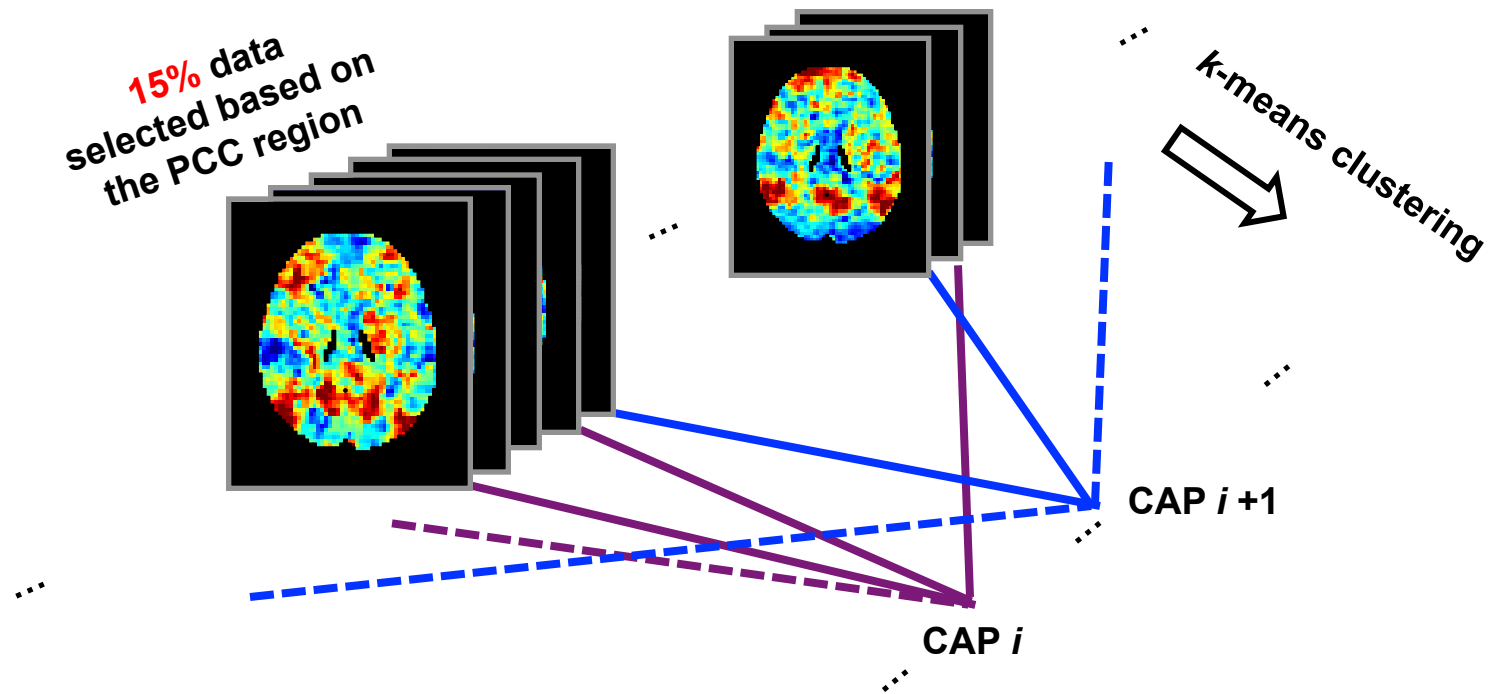 15% data
selected based on
the PCC region
k-means clustering
CAP i +1
CAP i